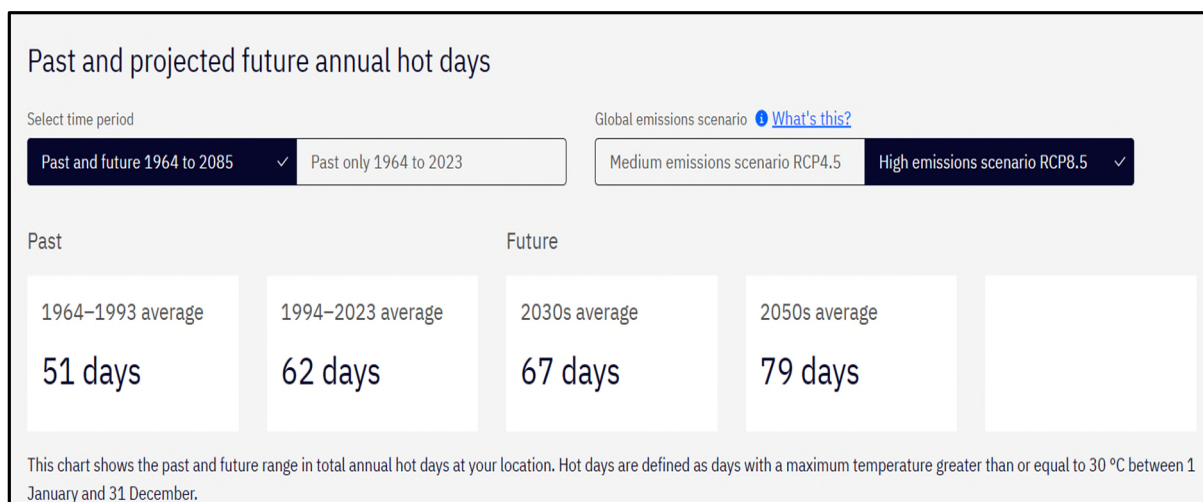 Past and projected future annual hot days
Select time period
Global emissions scenario What's this?
Past and future 1964 to 2085
Past only 1964 to 2023
Medium emissions scenario RCP4.5
High emissions scenario RCP8.5
Past
Future
1964–1993 average
51 days
1994–2023 average
62 days
2030s average
67 days
2050s average
79 days
This chart shows the past and future range in total annual hot days at your location. Hot days are defined as days with a maximum temperature greater than or equal to 30 ºC between 1
January and 31 December.